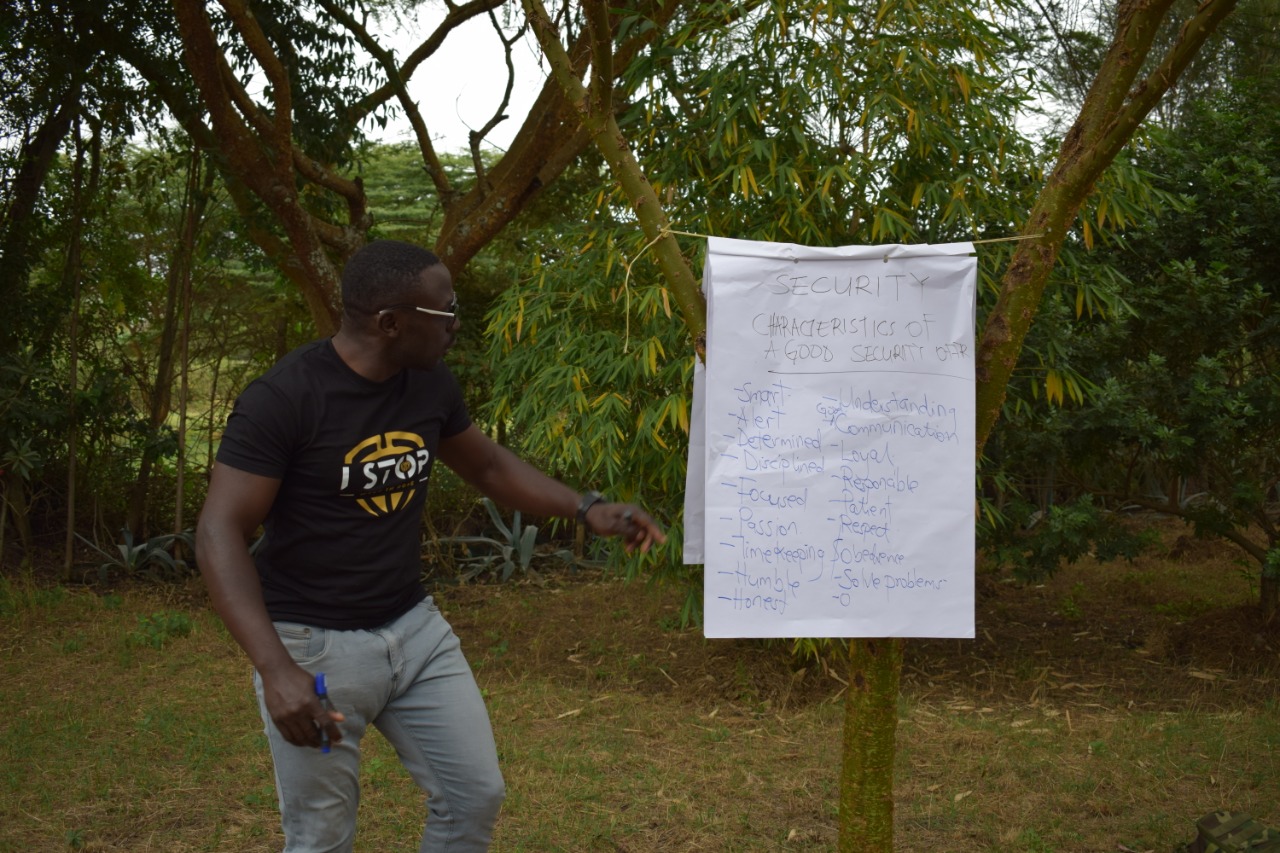 I STOP
SECURITY
CHARACTERISTICS OF
A GOOD SECURITY OFFR
-Smart
-Alert
-Determined
-Disciplined
-Focused
-Passion
-Timekeeping
-Humble
-Honest
-Understanding
Good Communication
-Loyal
-Responable
-Patient
-Respect
obedience
-Solve problems
-O